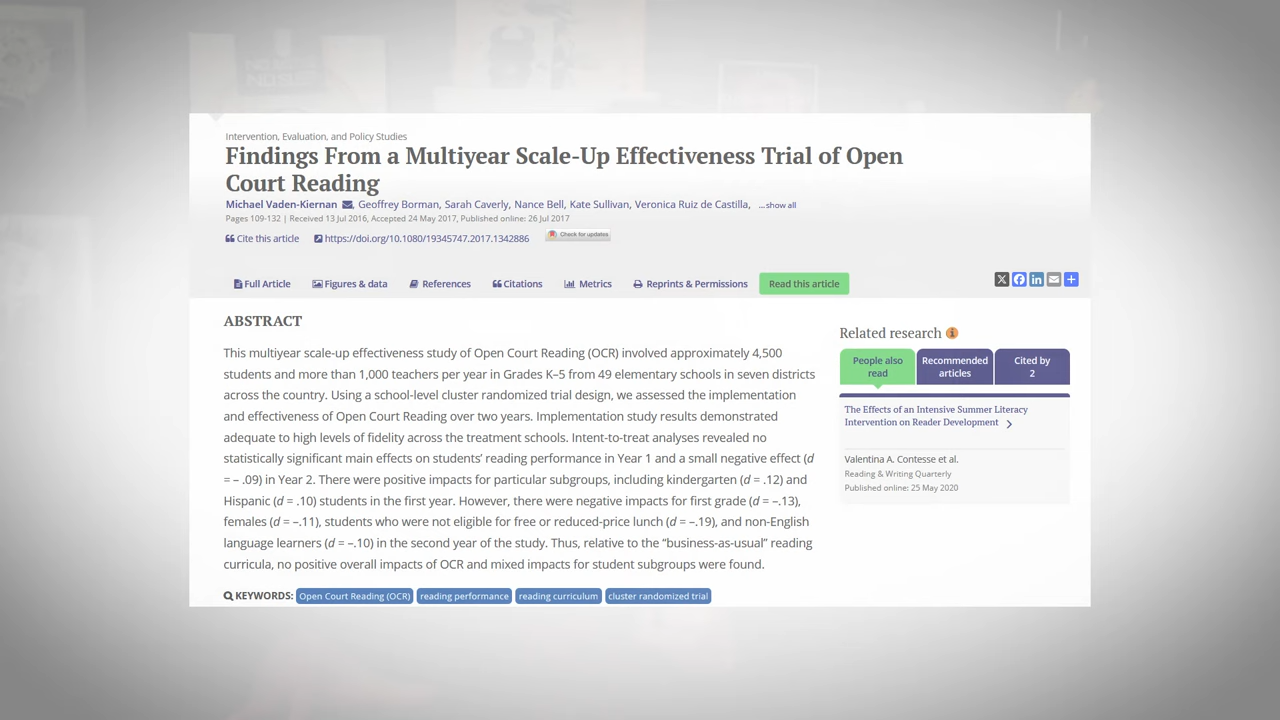 Intervention, Evaluation, and Policy Studies
Findings From a Multiyear Scale-Up Effectiveness Trial of Open
Court Reading
Michael Vaden-Kiernan, Geoffrey Borman, Sarah Caverly, Nance Bell, Kate Sullivan, Veronica Ruiz de Castilla, ...show all
Pages 109-132 | Received 13 Jul 2016, Accepted 24 May 2017, Published online: 26 Jul 2017
Cite this article https://doi.org/10.1080/19345747.2017.1342886 Check for updates
Full Article Figures & data References Citations Metrics Reprints & Permissions Read this article
ABSTRACT
This multiyear scale-up effectiveness study of Open Court Reading (OCR) involved approximately 4,500
students and more than 1,000 teachers per year in Grades K–5 from 49 elementary schools in seven districts
across the country. Using a school-level cluster randomized trial design, we assessed the implementation
and effectiveness of Open Court Reading over two years. Implementation study results demonstrated
adequate to high levels of fidelity across the treatment schools. Intent-to-treat analyses revealed no
statistically significant main effects on students' reading performance in Year 1 and a small negative effect (d
= – .09) in Year 2. There were positive impacts for particular subgroups, including kindergarten (d = .12) and
Hispanic (d = .10) students in the first year. However, there were negative impacts for first grade (d = –.13),
females (d = –.11), students who were not eligible for free or reduced-price lunch (d = –.19), and non-English
language learners (d = –.10) in the second year of the study. Thus, relative to the "business-as-usual" reading
curricula, no positive overall impacts of OCR and mixed impacts for student subgroups were found.
KEYWORDS: Open Court Reading (OCR) reading performance reading curriculum cluster randomized trial
Related research
People also
read
Recommended
articles
Cited by
2
The Effects of an Intensive Summer Literacy
Intervention on Reader Development
Valentina A. Contesse et al.
Reading & Writing Quarterly
Published online: 25 May 2020